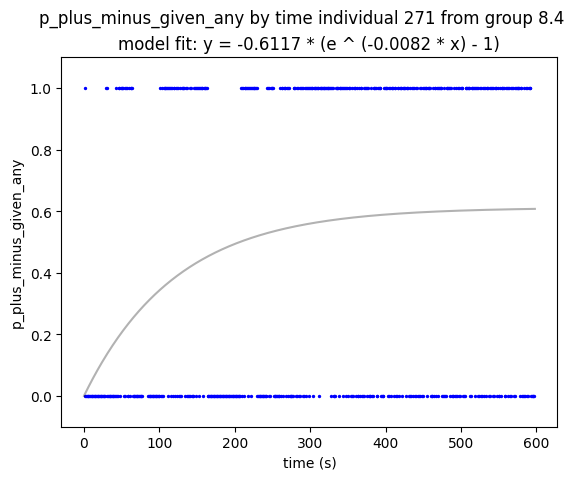 p_plus_minus_given_any by time individual 271 from group 8.4
model fit: y = -0.6117 * (e ^ (-0.0082 * x) - 1)
1.0
0.8
0.6
0.4
0.2
0.0
p_plus_minus_given_any
0 100 200 300 400 500 600
time (s)